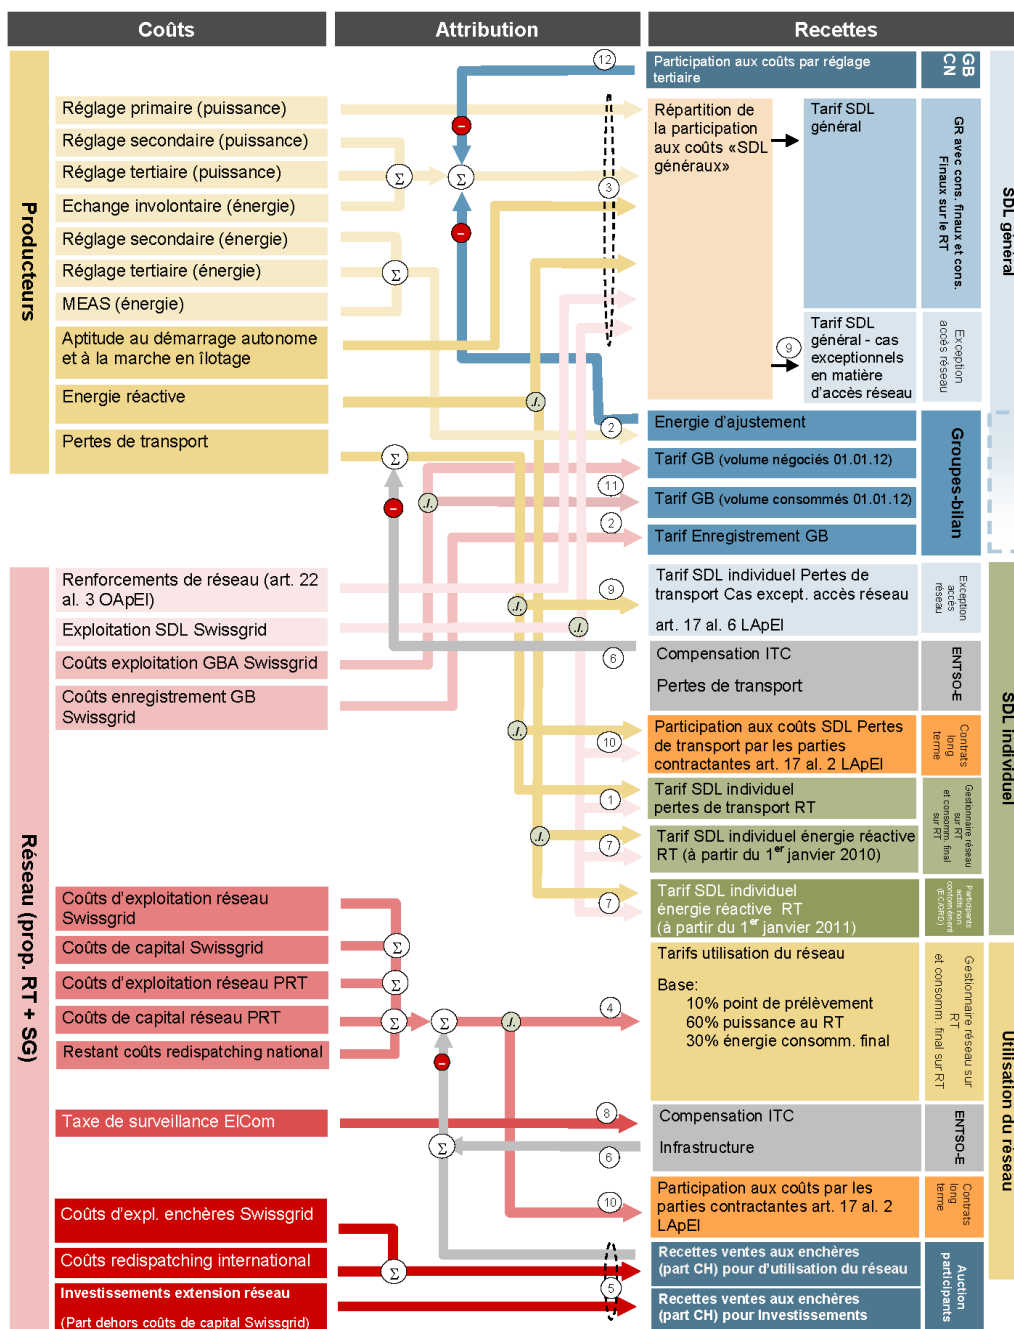 Coûts
Attribution
Recettes
Producteurs
Réglage primaire (puissance)
Réglage secondaire (puissance)
Réglage tertiaire (puissance)
Echange involontaire (énergie)
Réglage secondaire (énergie)
Réglage tertiaire (énergie)
MEAS (énergie)
Aptitude au démarrage autonome
et à la marche en îlotage
Energie réactive
Pertes de transport
Réseau (prop. RT + SG)
Renforcements de réseau (art. 22
al. 3 OApEl)
Exploitation SDL Swissgrid
Coûts exploitation GBA Swissgrid
Coûts enregistrement GB
Swissgrid
Coûts d'exploitation réseau
Swissgrid
Coûts de capital Swissgrid
Coûts d'exploitation réseau PRT
Coûts de capital réseau PRT
Restant coûts redispatching national
Taxe de surveillance ElCom
Coûts d'expl. enchères Swissgrid
Coûts redispatching international
Investissements extension réseau
(Part dehors coûts de capital Swissgrid)
12
–
Σ
Σ
3
–
Σ
9
./.
2
Σ
11
./.
–
2
9
./.
./.
6
./.
10
1
./.
7
7
Σ
Σ
Σ
Σ
./.
4
–
8
Σ
6
10
Σ
5
Participation aux coûts par réglage
tertiaire
GB
CN
Répartition de
la participation
aux coûts «SDL
généraux»
Tarif SDL
général
GR avec cons. finaux et cons.
Finaux sur le RT
Tarif SDL
général - cas
exceptionnels
en matière
d'accès réseau
Exception
accès réseau
SDL général
Energie d'ajustement
Tarif GB (volume négociés 01.01.12)
Tarif GB (volume consommés 01.01.12)
Tarif Enregistrement GB
Groupes-bilan
Tarif SDL individuel Pertes de
transport Cas except. accès réseau
art. 17 al. 6 LApEl
Exception
accès
réseau
Compensation ITC
Pertes de transport
ENTSO-E
Participation aux coûts SDL Pertes
de transport par les parties
contractantes art. 17 al. 2 LApEl
Contrats
long
terme
Tarif SDL individuel
pertes de transport RT
Tarif SDL individuel énergie réactive
RT (à partir du 1er janvier 2010)
Gestionnaire réseau
sur RT
et consomm. final
sur RT
Tarif SDL individuel
énergie réactive RT
(à partir du 1er janvier 2011)
Participants
actifs non
conformément
(EC/GRD)
SDL individuel
Tarifs utilisation du réseau
Base:
10% point de prélèvement
60% puissance au RT
30% énergie consomm. final
Gestionnaire réseau sur
RT
et consomm. final sur RT
Compensation ITC
Infrastructure
ENTSO-E
Participation aux coûts par les
parties contractantes art. 17 al. 2
LApEl
Contrats
long
terme
Recettes ventes aux enchères
(part CH) pour d'utilisation du réseau
Recettes ventes aux enchères
(part CH) pour Investissements
Auction
participants
Utilisation du réseau